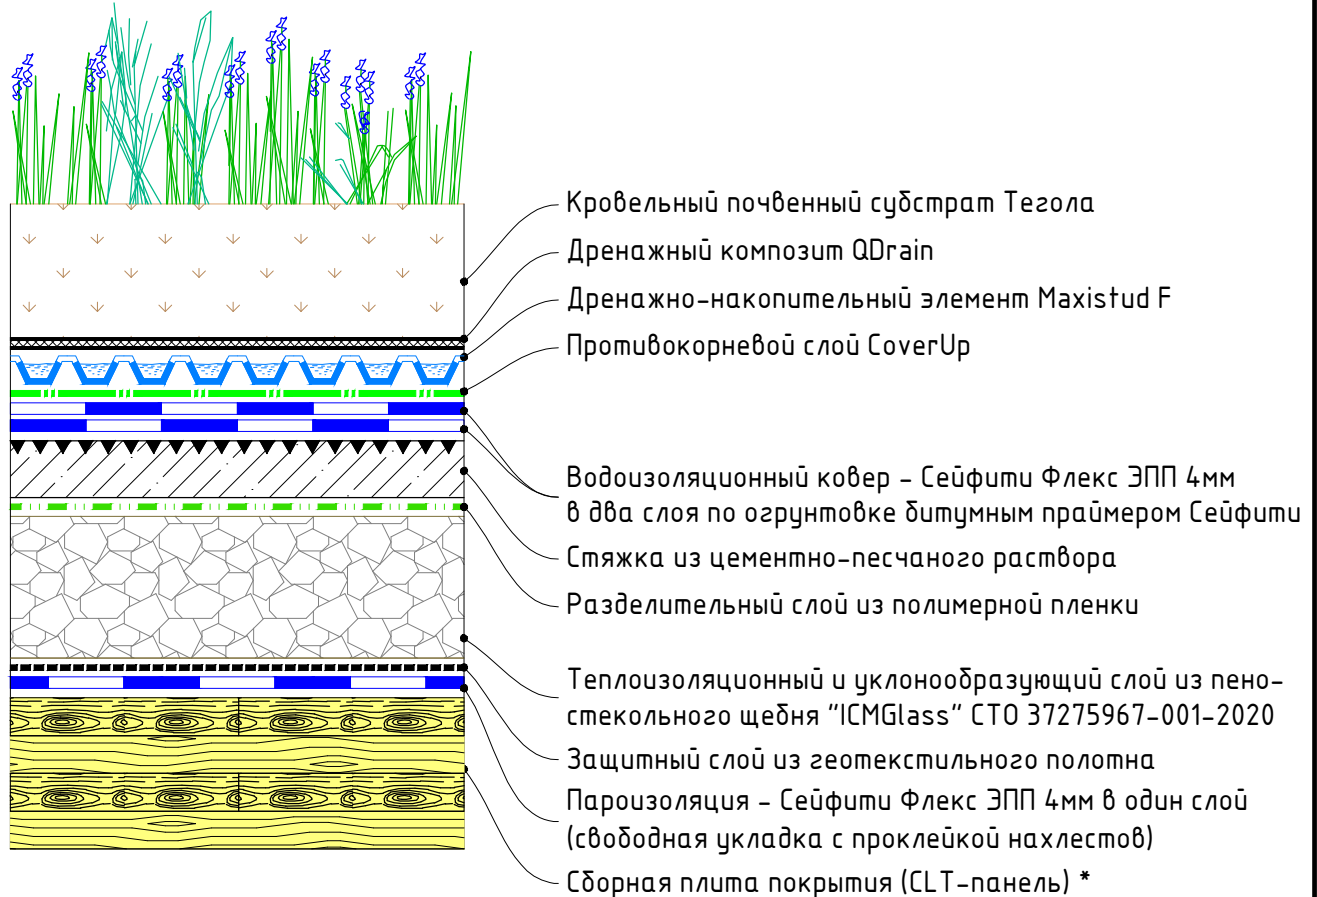 Кровельный почвенный субстрат Тегола
Дренажный композит QDrain
Дренажно-накопительный элемент Maxistud F
Противокорневой слой CoverUp
Водоизоляционный ковер - Сейфити Флекс ЭПП 4мм
в два слоя по огрунтовке битумным праймером Сейфити
Стяжка из цементно-песчаного раствора
Разделительный слой из полимерной пленки
Теплоизоляционный и уклонообразующий слой из пено-
стекольного щебня "ICMGlass" СТО 37275967-001-2020
Защитный слой из геотекстильного полотна
Пароизоляция - Сейфити Флекс ЭПП 4мм в один слой
(свободная укладка с проклейкой нахлестов)
Сборная плита покрытия (CLT-панель) *